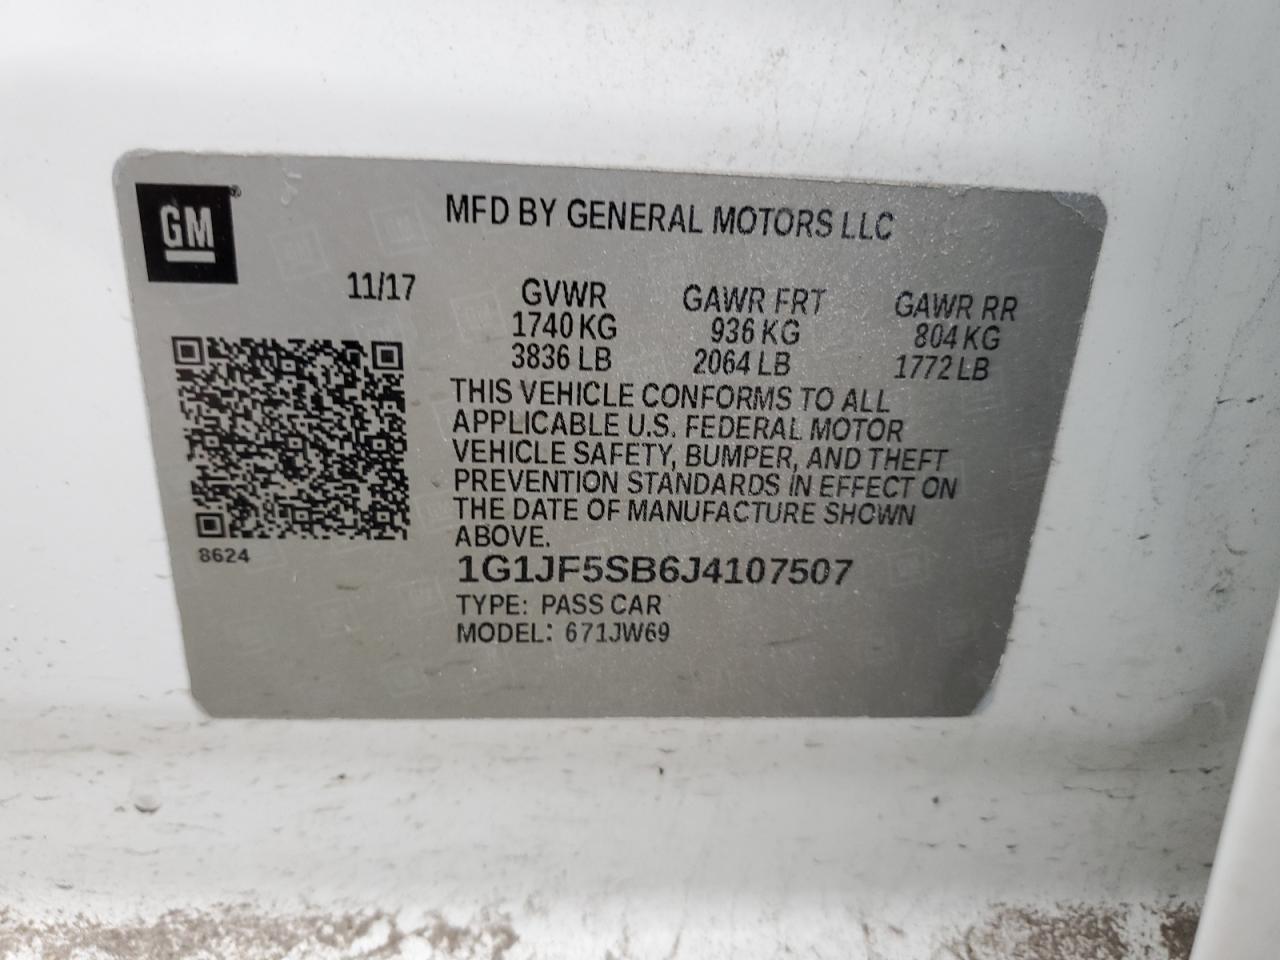 GM®
MFD BY GENERAL MOTORS LLC
11/17
GVWR GAWR FRT GAWR RR
1740 KG 936 KG 804 KG
3836 LB 2064 LB 1772 LB
THIS VEHICLE CONFORMS TO ALL
APPLICABLE U.S. FEDERAL MOTOR
VEHICLE SAFETY, BUMPER, AND THEFT
PREVENTION STANDARDS IN EFFECT ON
THE DATE OF MANUFACTURE SHOWN
ABOVE.
8624
1G1JF5SB6J4107507
TYPE: PASS CAR
MODEL: 671JW69